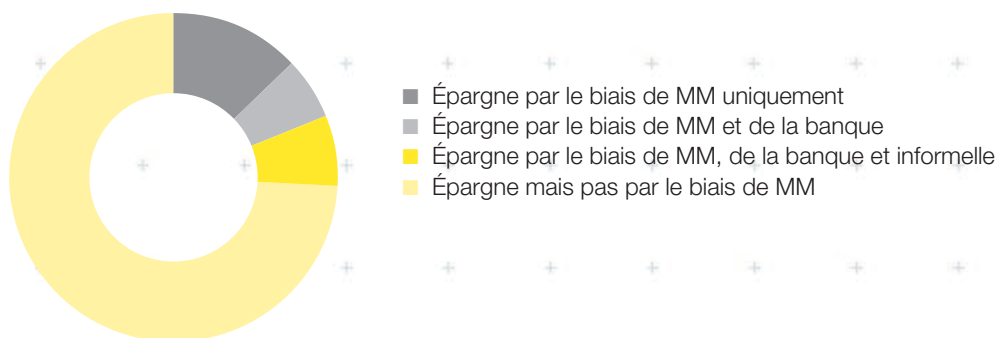 Épargne par le biais de MM uniquement
Épargne par le biais de MM et de la banque
Épargne par le biais de MM, de la banque et informelle
Épargne mais pas par le biais de MM